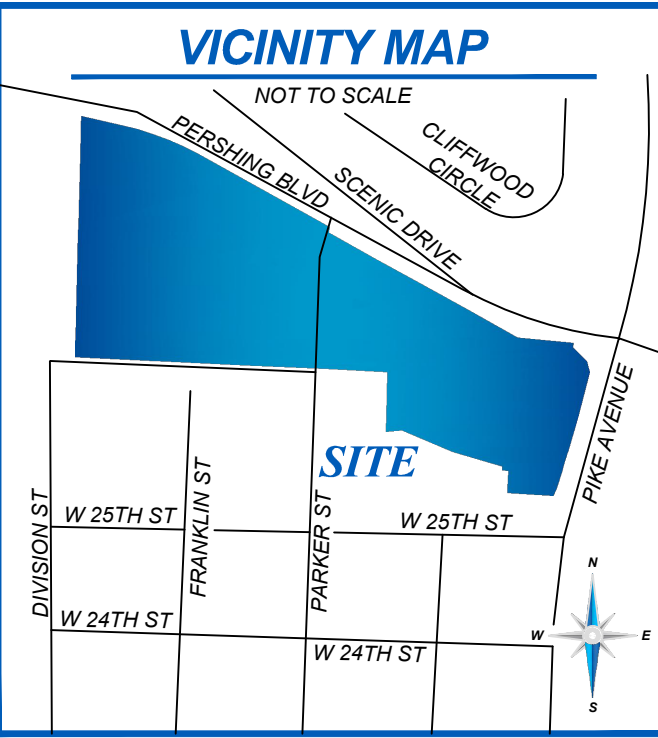 VICINITY MAP
NOT TO SCALE
PERSHING BLVD
SCENIC DRIVE
CLIFFWOOD
CIRCLE
PIKE AVENUE
SITE
DIVISION ST
W 25TH ST
FRANKLIN ST
PARKER ST
W 25TH ST
W 24TH ST
W 24TH ST
N
W
E
S